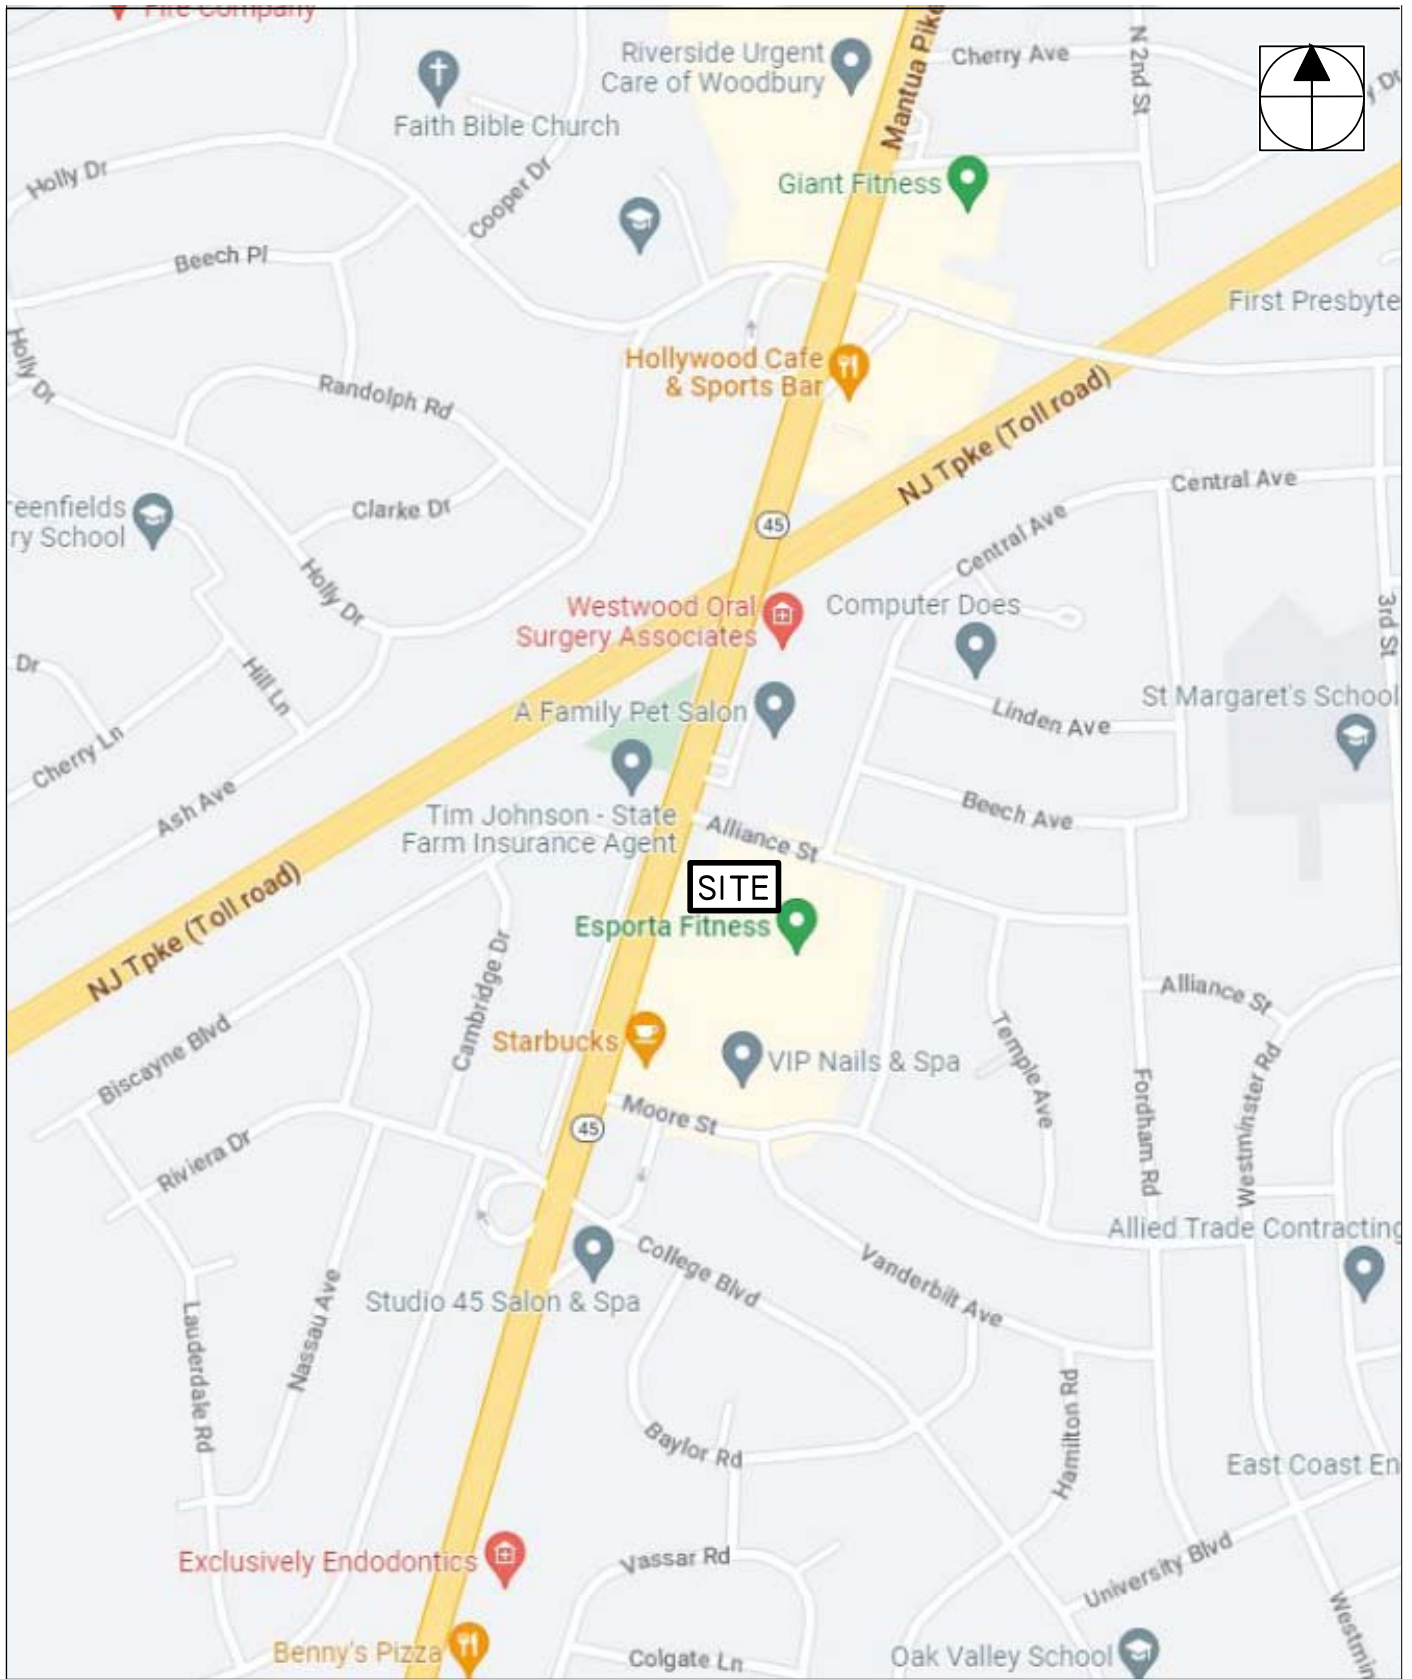 Fire Company
Riverside Urgent
Care of Woodbury
Mantua Pike
Cherry Ave
N 2nd St
y Dr
Faith Bible Church
Holly Dr
Cooper Dr
Giant Fitness
Beech Pl
First Presbyte
Holly Dr
Hollywood Cafe
& Sports Bar
Randolph Rd
NJ Tpke (Toll road)
Central Ave
Clarke Dr
reenfields
ry School
45
Central Ave
Holly Dr
Westwood Oral
Surgery Associates
Computer Does
3rd St
Dr
Hill Ln
A Family Pet Salon
Linden Ave
St Margaret's School
Cherry Ln
Ash Ave
Tim Johnson - State
Farm Insurance Agent
Alliance St
Beech Ave
SITE
NJ Tpke (Toll road)
Esporta Fitness
Cambridge Dr
Alliance St
Starbucks
VIP Nails & Spa
Temple Ave
Biscayne Blvd
Fordham Rd
Westminster Rd
Moore St
45
Riviera Dr
Allied Trade Contracting
College Blvd
Vanderbilt Ave
Studio 45 Salon & Spa
Nassau Ave
Lauderdale Rd
Hamilton Rd
Baylor Rd
East Coast En
Exclusively Endodontics
Vassar Rd
University Blvd
Westmin
Benny's Pizza
Colgate Ln
Oak Valley School